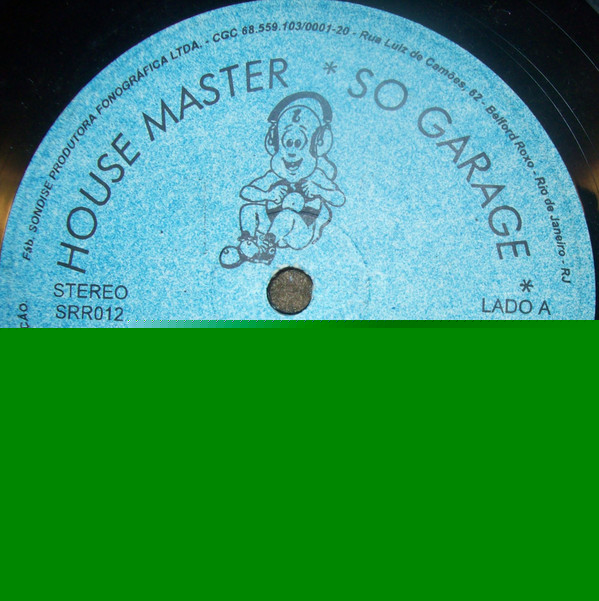 Fáb. SONDISE PRODUTORA FONOGRÁFICA LTDA. - CGC 68.559.103/0001-20 - Rua Luiz de Camões, 62 - Belford Roxo - Rio de Janeiro - RJ
HOUSE MASTER * SO GARAGE *
STEREO
SRR012
LADO A